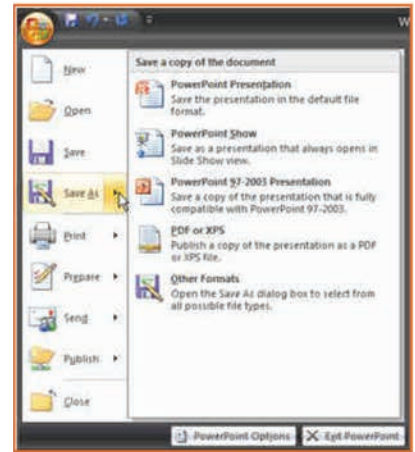 W
New
Open
Save
Save As
Print
Prepare
Send
Publish
Close
Save a copy of the document
PowerPoint Presentation
Save the presentation in the default file
format.
PowerPoint Show
Save as a presentation that always opens in
Slide Show view.
PowerPoint 97-2003 Presentation
Save a copy of the presentation that is fully
compatible with PowerPoint 97-2003.
PDF or XPS
Publish a copy of the presentation as a PDF
or XPS file.
Other Formats
Open the Save As dialog box to select from
all possible file types.
PowerPoint Options
Exit PowerPoint